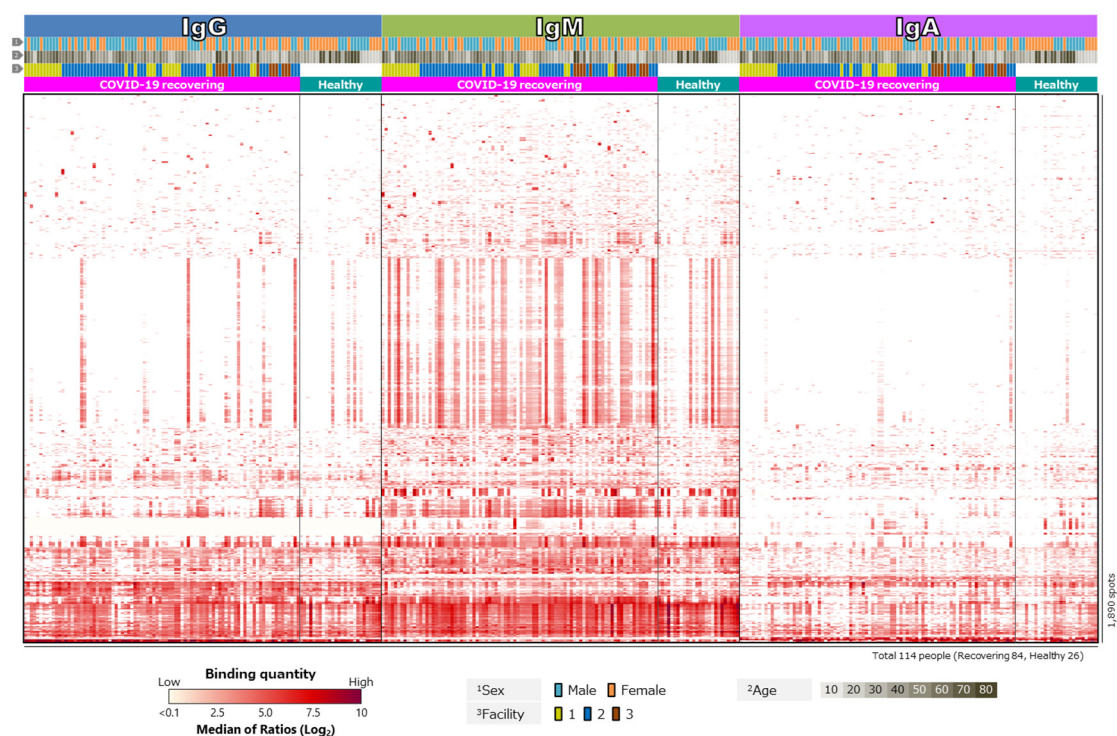 IgG IgM IgA
1
2
3
COVID-19 recovering Healthy COVID-19 recovering Healthy COVID-19 recovering Healthy
1,890 spots
Total 114 people (Recovering 84, Healthy 26)
Binding quantity
Low High
<0.1 2.5 5.0 7.5 10
Median of Ratios (Log2)
1Sex Male Female
3Facility 1 2 3
2Age 10 20 30 40 50 60 70 80